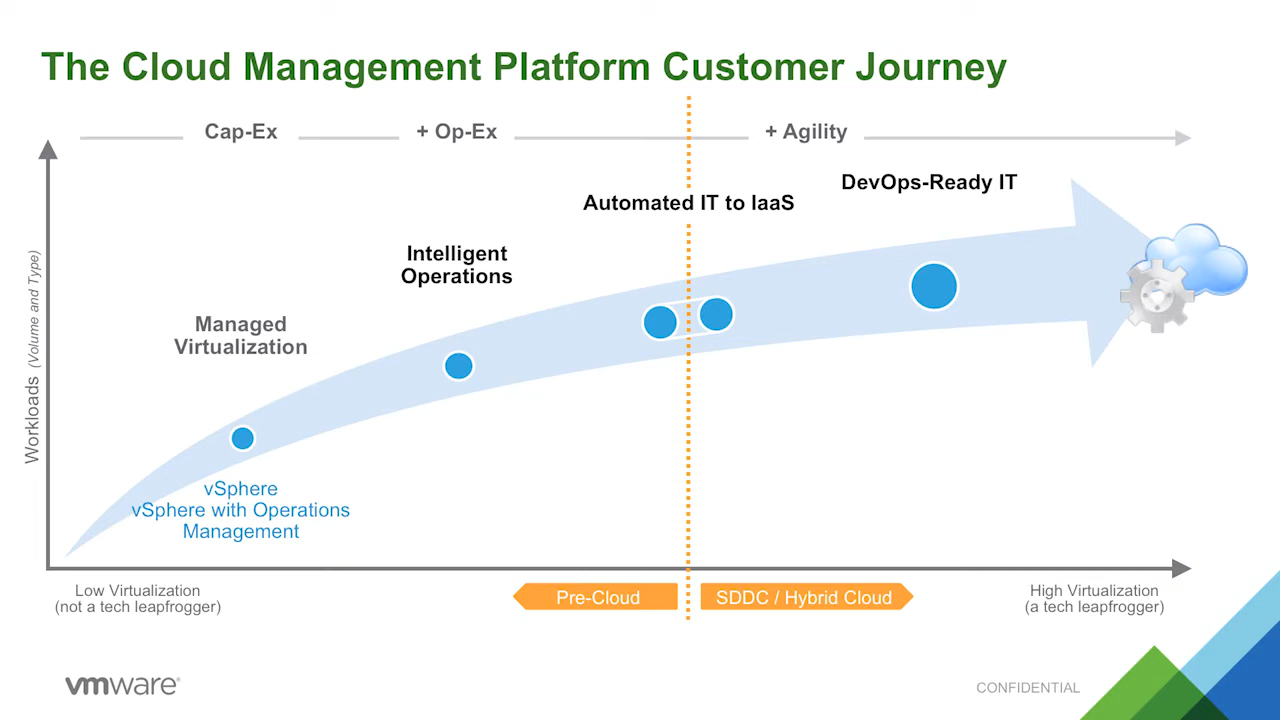 The Cloud Management Platform Customer Journey
Cap-Ex
+ Op-Ex
+ Agility
DevOps-Ready IT
Automated IT to IaaS
Intelligent
Operations
Managed
Virtualization
Workloads (Volume and Type)
vSphere
vSphere with Operations
Management
Low Virtualization
(not a tech leapfrogger)
Pre-Cloud
SDDC / Hybrid Cloud
High Virtualization
(a tech leapfrogger)
vmware®
CONFIDENTIAL